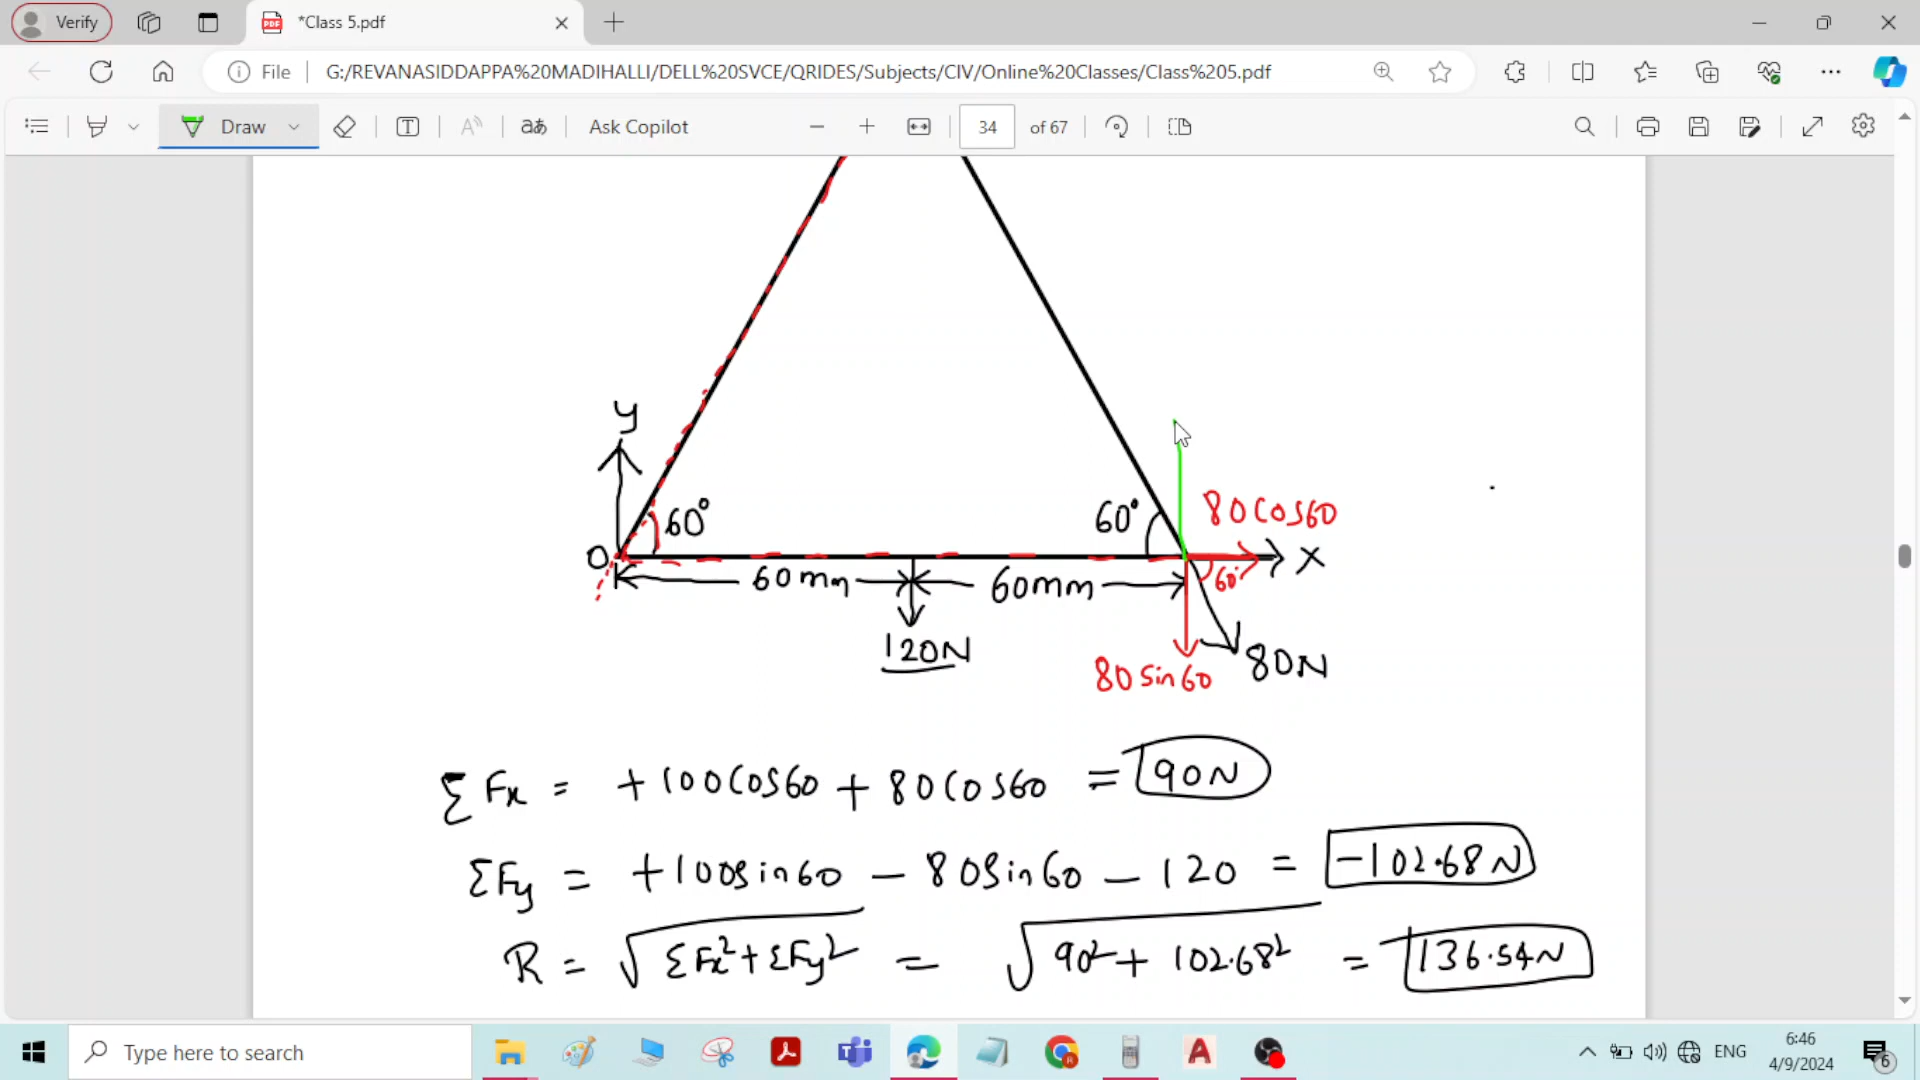 Verify
*Class 5.pdf
File
G:/REVANASIDDAPPA%20MADIHALLI/DELL%20SVCE/QRIDES/Subjects/CIV/Online%20Classes/Class%205.pdf
Draw
Ask Copilot
34 of 67
y
60° 60° 80cos60
O X
60mm 60mm 60°
120N 80N
80sin60
ΣFx = +100cos60 + 80cos60 = 90N
ΣFy = +100sin60 - 80sin60 - 120 = -102.68N
R = √ΣFx²+ΣFy² = √90²+102.68² = 136.54N
Type here to search
ENG
6:46
4/9/2024
6